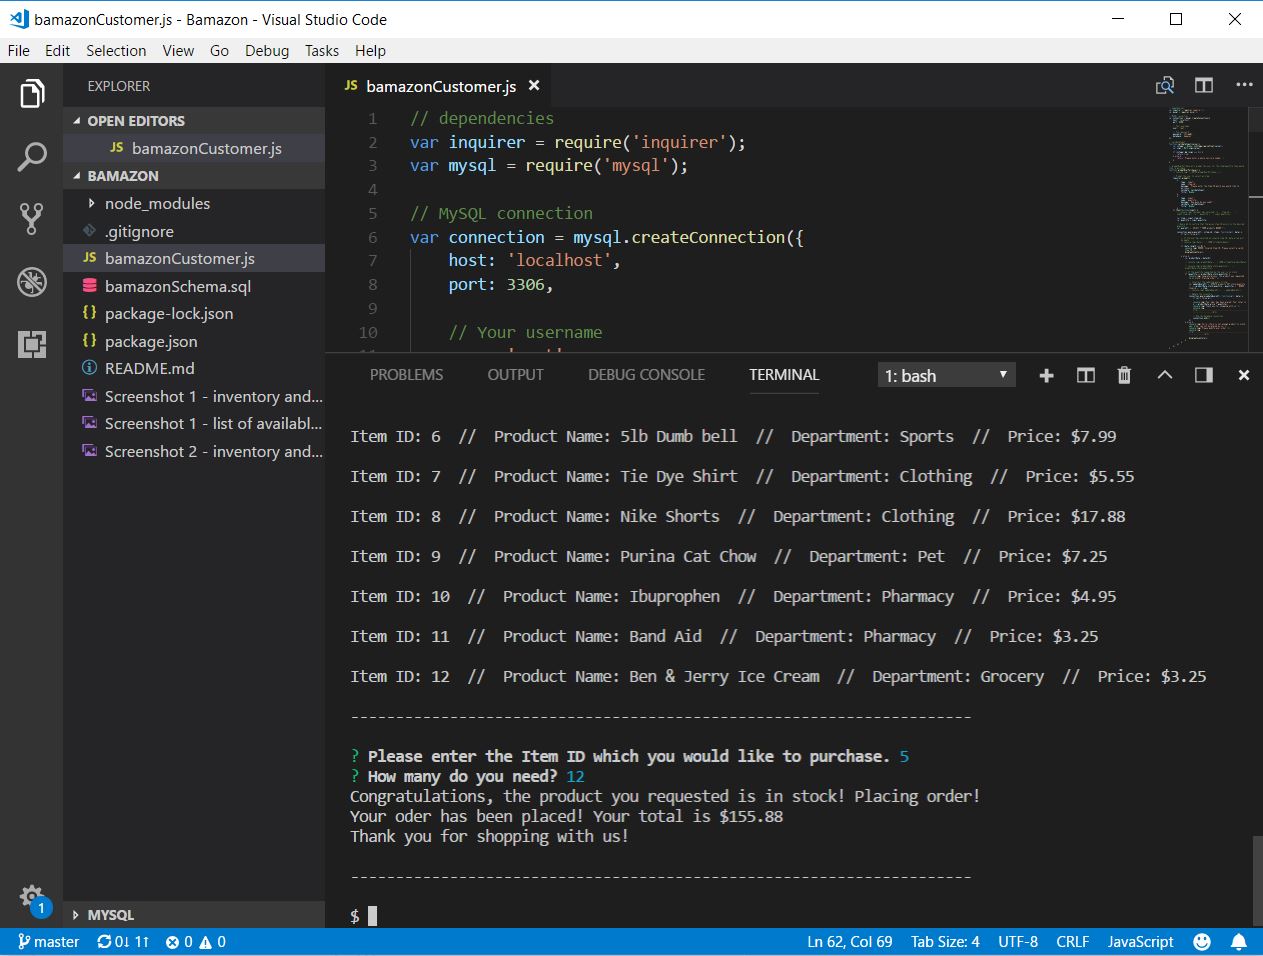 bamazonCustomer.js - Bamazon - Visual Studio Code
File Edit Selection View Go Debug Tasks Help
EXPLORER
OPEN EDITORS
JS bamazonCustomer.js
BAMAZON
node_modules
.gitignore
JS bamazonCustomer.js
bamazonSchema.sql
{} package-lock.json
{} package.json
README.md
Screenshot 1 - inventory and...
Screenshot 1 - list of availabl...
Screenshot 2 - inventory and...
MYSQL
1
JS bamazonCustomer.js
1 // dependencies
2 var inquirer = require('inquirer');
3 var mysql = require('mysql');
4
5 // MySQL connection
6 var connection = mysql.createConnection({
7 host: 'localhost',
8 port: 3306,
9
10 // Your username
PROBLEMS OUTPUT DEBUG CONSOLE TERMINAL 1: bash
Item ID: 6 // Product Name: 5lb Dumb bell // Department: Sports // Price: $7.99
Item ID: 7 // Product Name: Tie Dye Shirt // Department: Clothing // Price: $5.55
Item ID: 8 // Product Name: Nike Shorts // Department: Clothing // Price: $17.88
Item ID: 9 // Product Name: Purina Cat Chow // Department: Pet // Price: $7.25
Item ID: 10 // Product Name: Ibuprophen // Department: Pharmacy // Price: $4.95
Item ID: 11 // Product Name: Band Aid // Department: Pharmacy // Price: $3.25
Item ID: 12 // Product Name: Ben & Jerry Ice Cream // Department: Grocery // Price: $3.25
---------------------------------------------------------------------
? Please enter the Item ID which you would like to purchase. 5
? How many do you need? 12
Congratulations, the product you requested is in stock! Placing order!
Your oder has been placed! Your total is $155.88
Thank you for shopping with us!
---------------------------------------------------------------------
$
master 0↓ 1↑ 0 0 Ln 62, Col 69 Tab Size: 4 UTF-8 CRLF JavaScript